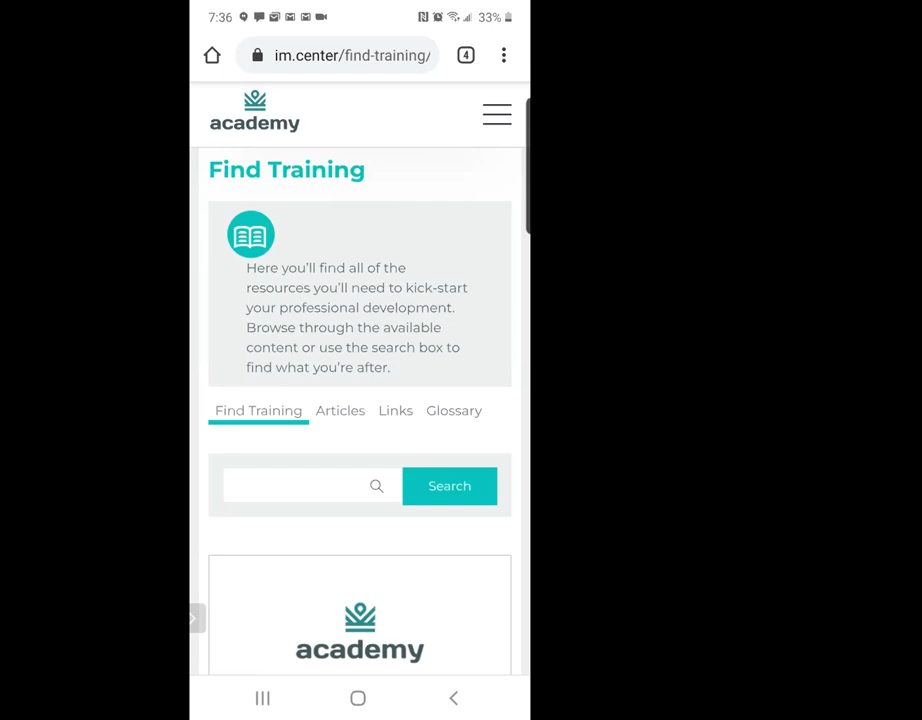 7:36
33%
im.center/find-training/
4
academy
Find Training
Here you'll find all of the
resources you'll need to kick-start
your professional development.
Browse through the available
content or use the search box to
find what you're after.
Find Training Articles Links Glossary
Search
academy